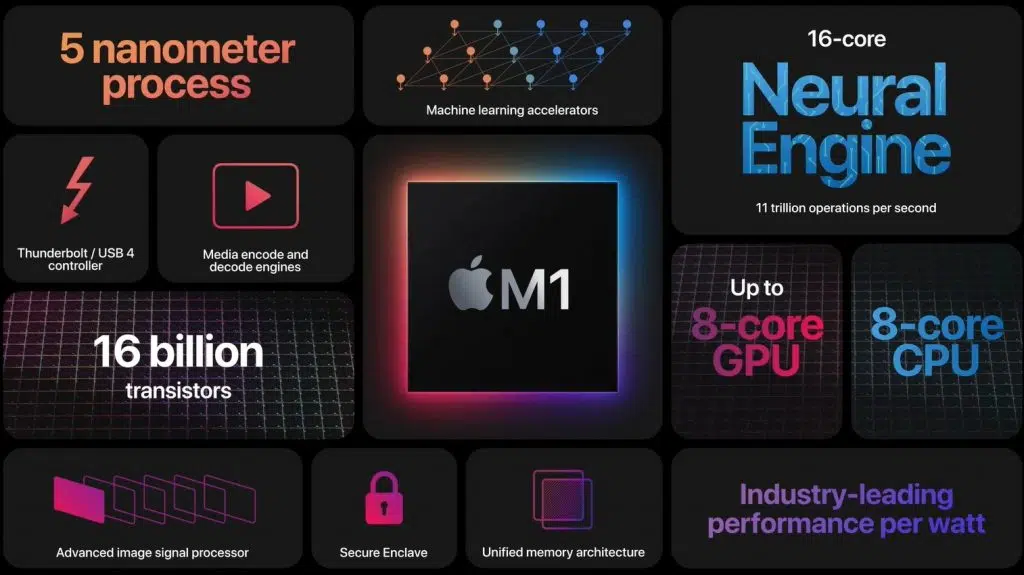 5 nanometer
process
Machine learning accelerators
16-core
Neural
Engine
11 trillion operations per second
Thunderbolt / USB 4
controller
Media encode and
decode engines
M1
Up to
8-core
GPU
8-core
CPU
16 billion
transistors
Advanced image signal processor
Secure Enclave
Unified memory architecture
Industry-leading
performance per watt